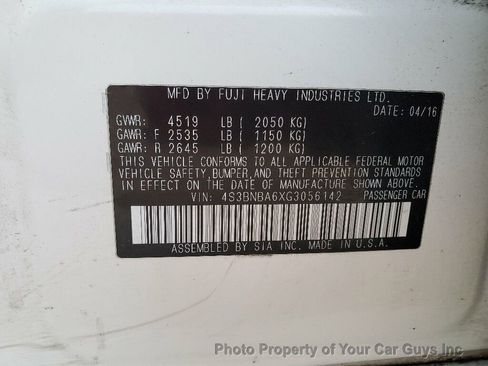 MFD BY FUJI HEAVY INDUSTRIES LTD.
DATE: 04/16
GVWR: 4519 LB ( 2050 KG)
GAWR: F 2535 LB ( 1150 KG)
GAWR: R 2645 LB ( 1200 KG)
THIS VEHICLE CONFORMS TO ALL APPLICABLE FEDERAL MOTOR
VEHICLE SAFETY, BUMPER, AND THEFT PREVENTION STANDARDS
IN EFFECT ON THE DATE OF MANUFACTURE SHOWN ABOVE.
VIN: 4S3BNBA6XG3056142 PASSENGER CAR
ASSEMBLED BY SIA INC. MADE IN U.S.A.
Photo Property of Your Car Guys Inc